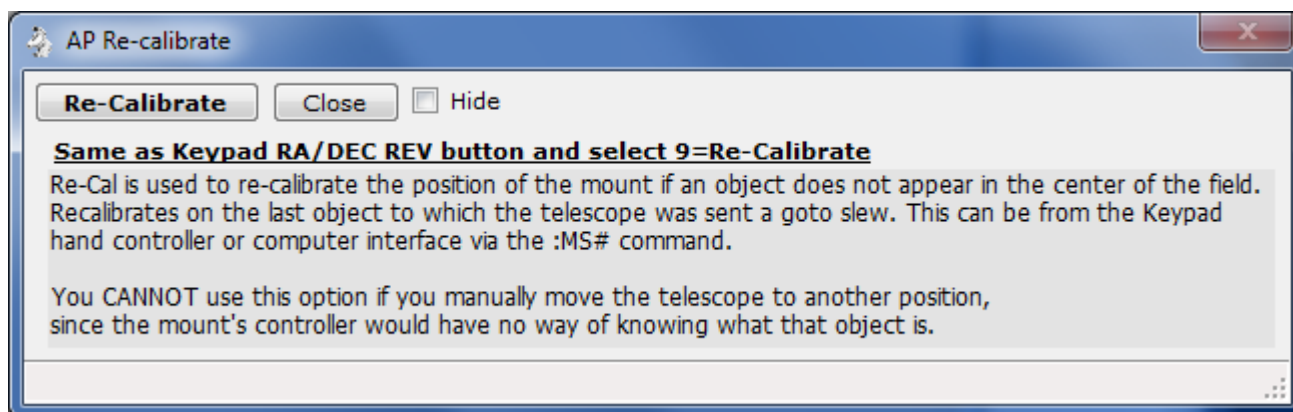 AP Re-calibrate
Re-Calibrate Close Hide
Same as Keypad RA/DEC REV button and select 9=Re-Calibrate
Re-Cal is used to re-calibrate the position of the mount if an object does not appear in the center of the field.
Recalibrates on the last object to which the telescope was sent a goto slew. This can be from the Keypad
hand controller or computer interface via the :MS# command.
You CANNOT use this option if you manually move the telescope to another position,
since the mount's controller would have no way of knowing what that object is.